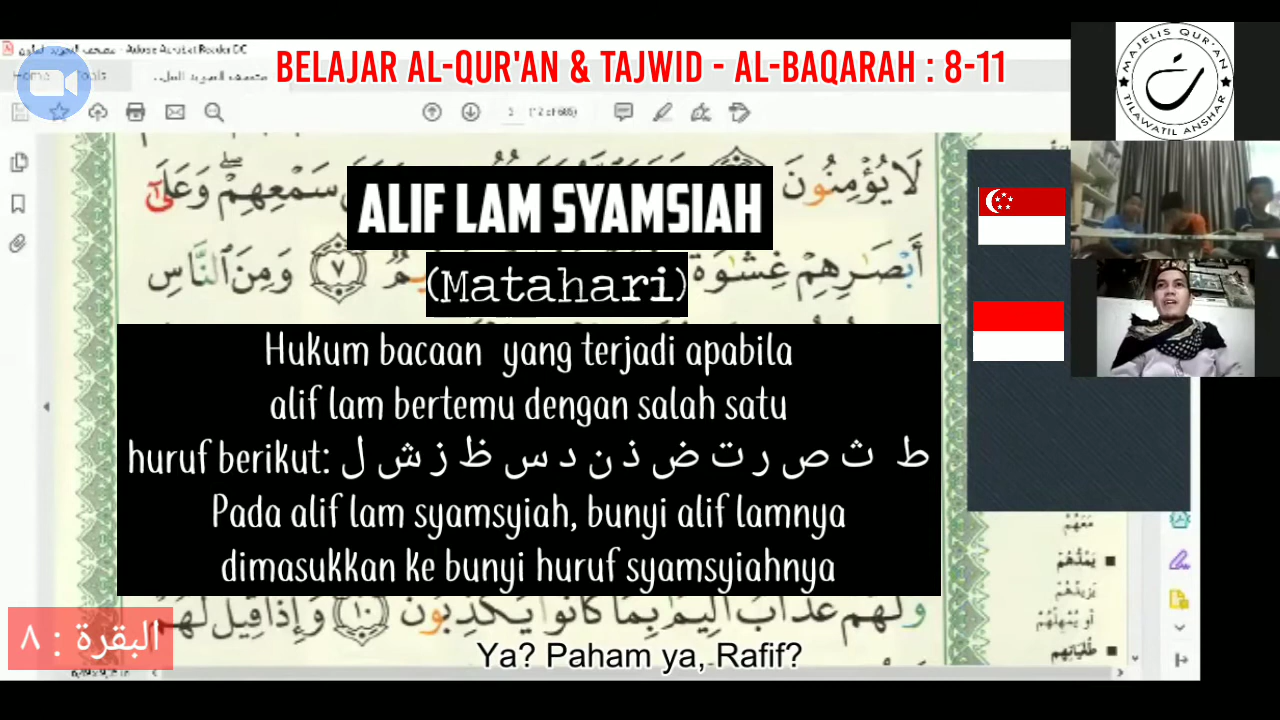 BELAJAR AL-QUR'AN & TAJWID - AL-BAQARAH : 8-11
MAJELIS QUR'AN
TILAWATIL ANSHAR
لَا يُؤْمِنُونَ
سَمْعِهِمْ ۖ وَعَلَىٰٓ
ALIF LAM SYAMSIAH
أَبْصَٰرِهِمْ غِشَٰوَةٌ
٧ وَمِنَ ٱلنَّاسِ
(Matahari)
Hukum bacaan yang terjadi apabila
alif lam bertemu dengan salah satu
huruf berikut: ط ث ص ر ت ض ذ ن د س ظ ز ش ل
Pada alif lam syamsyiah, bunyi alif lamnya
dimasukkan ke bunyi huruf syamsyiahnya
وَلَهُمْ عَذَابٌ أَلِيمٌۢ بِمَا كَانُوا۟ يَكْذِبُونَ ١٠ وَإِذَا قِيلَ لَهُمْ
البقرة : ٨
Ya? Paham ya, Rafif?